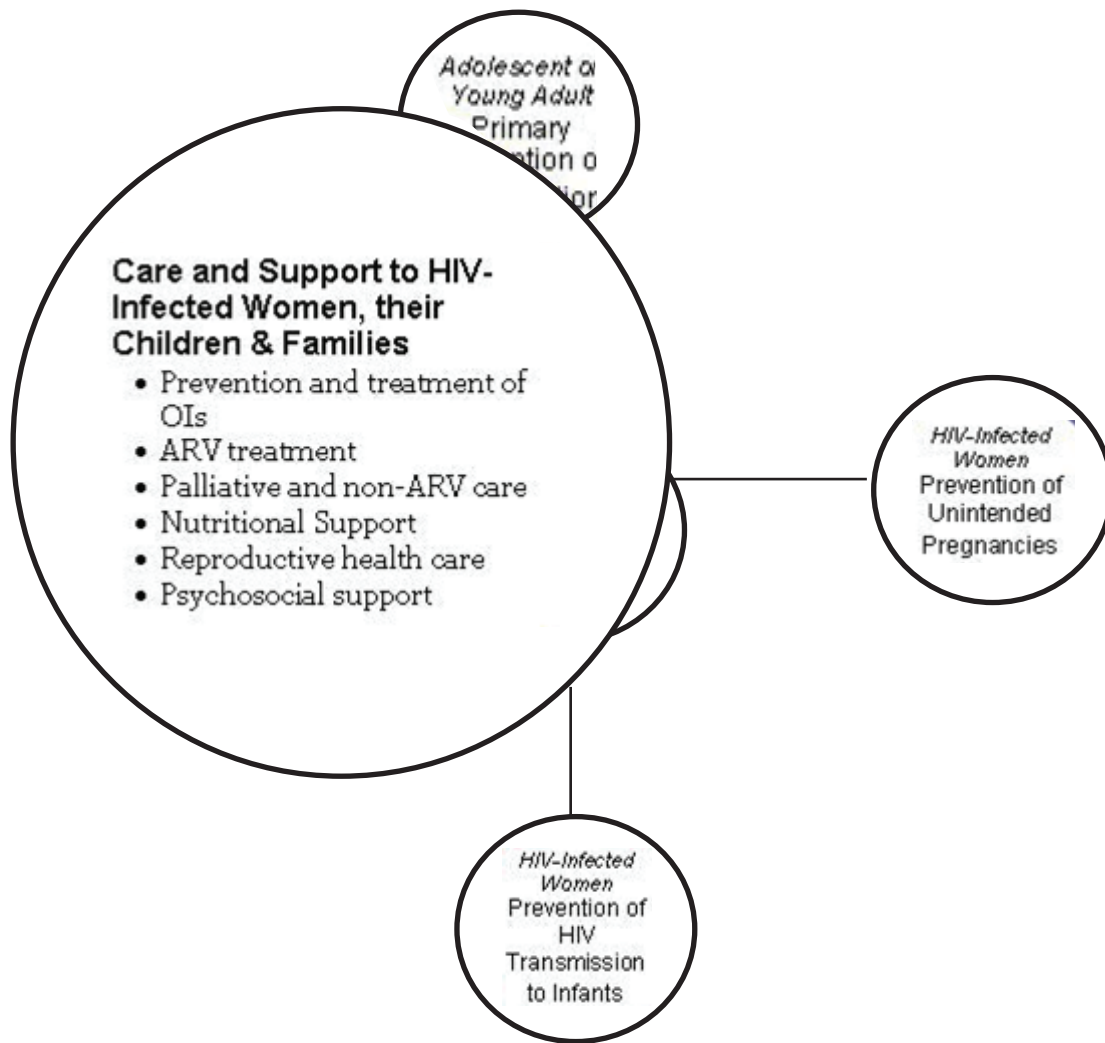 Adolescent
Young Adult
Primary
Care and Support to HIV-
Infected Women, their
Children & Families
• Prevention and treatment of
OIs
• ARV treatment
• Palliative and non-ARV care
• Nutritional Support
• Reproductive health care
• Psychosocial support
HIV-Infected
Women
Prevention of
Unintended
Pregnancies
HIV-Infected
Women
Prevention of
HIV
Transmission
to Infants